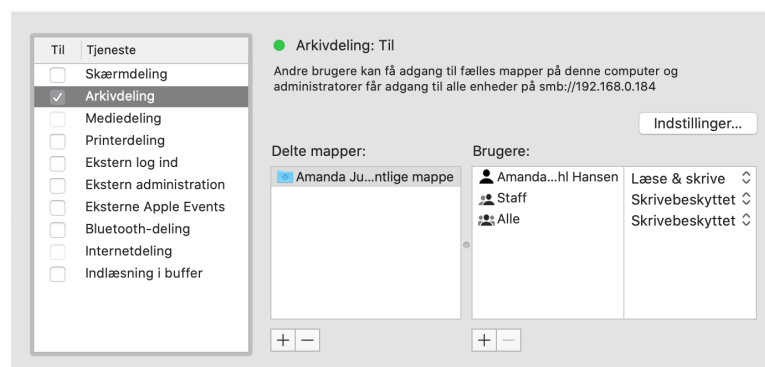 Til Tjeneste
Skærmdeling
Arkivdeling
Mediedeling
Printerdeling
Ekstern log ind
Ekstern administration
Eksterne Apple Events
Bluetooth-deling
Internetdeling
Indlæsning i buffer
Arkivdeling: Til
Andre brugere kan få adgang til fælles mapper på denne computer og
administratorer får adgang til alle enheder på smb://192.168.0.184
Indstillinger...
Delte mapper:
Amanda Ju...ntlige mappe
Brugere:
Amanda...hl Hansen Læse & skrive
Staff Skrivebeskyttet
Alle Skrivebeskyttet